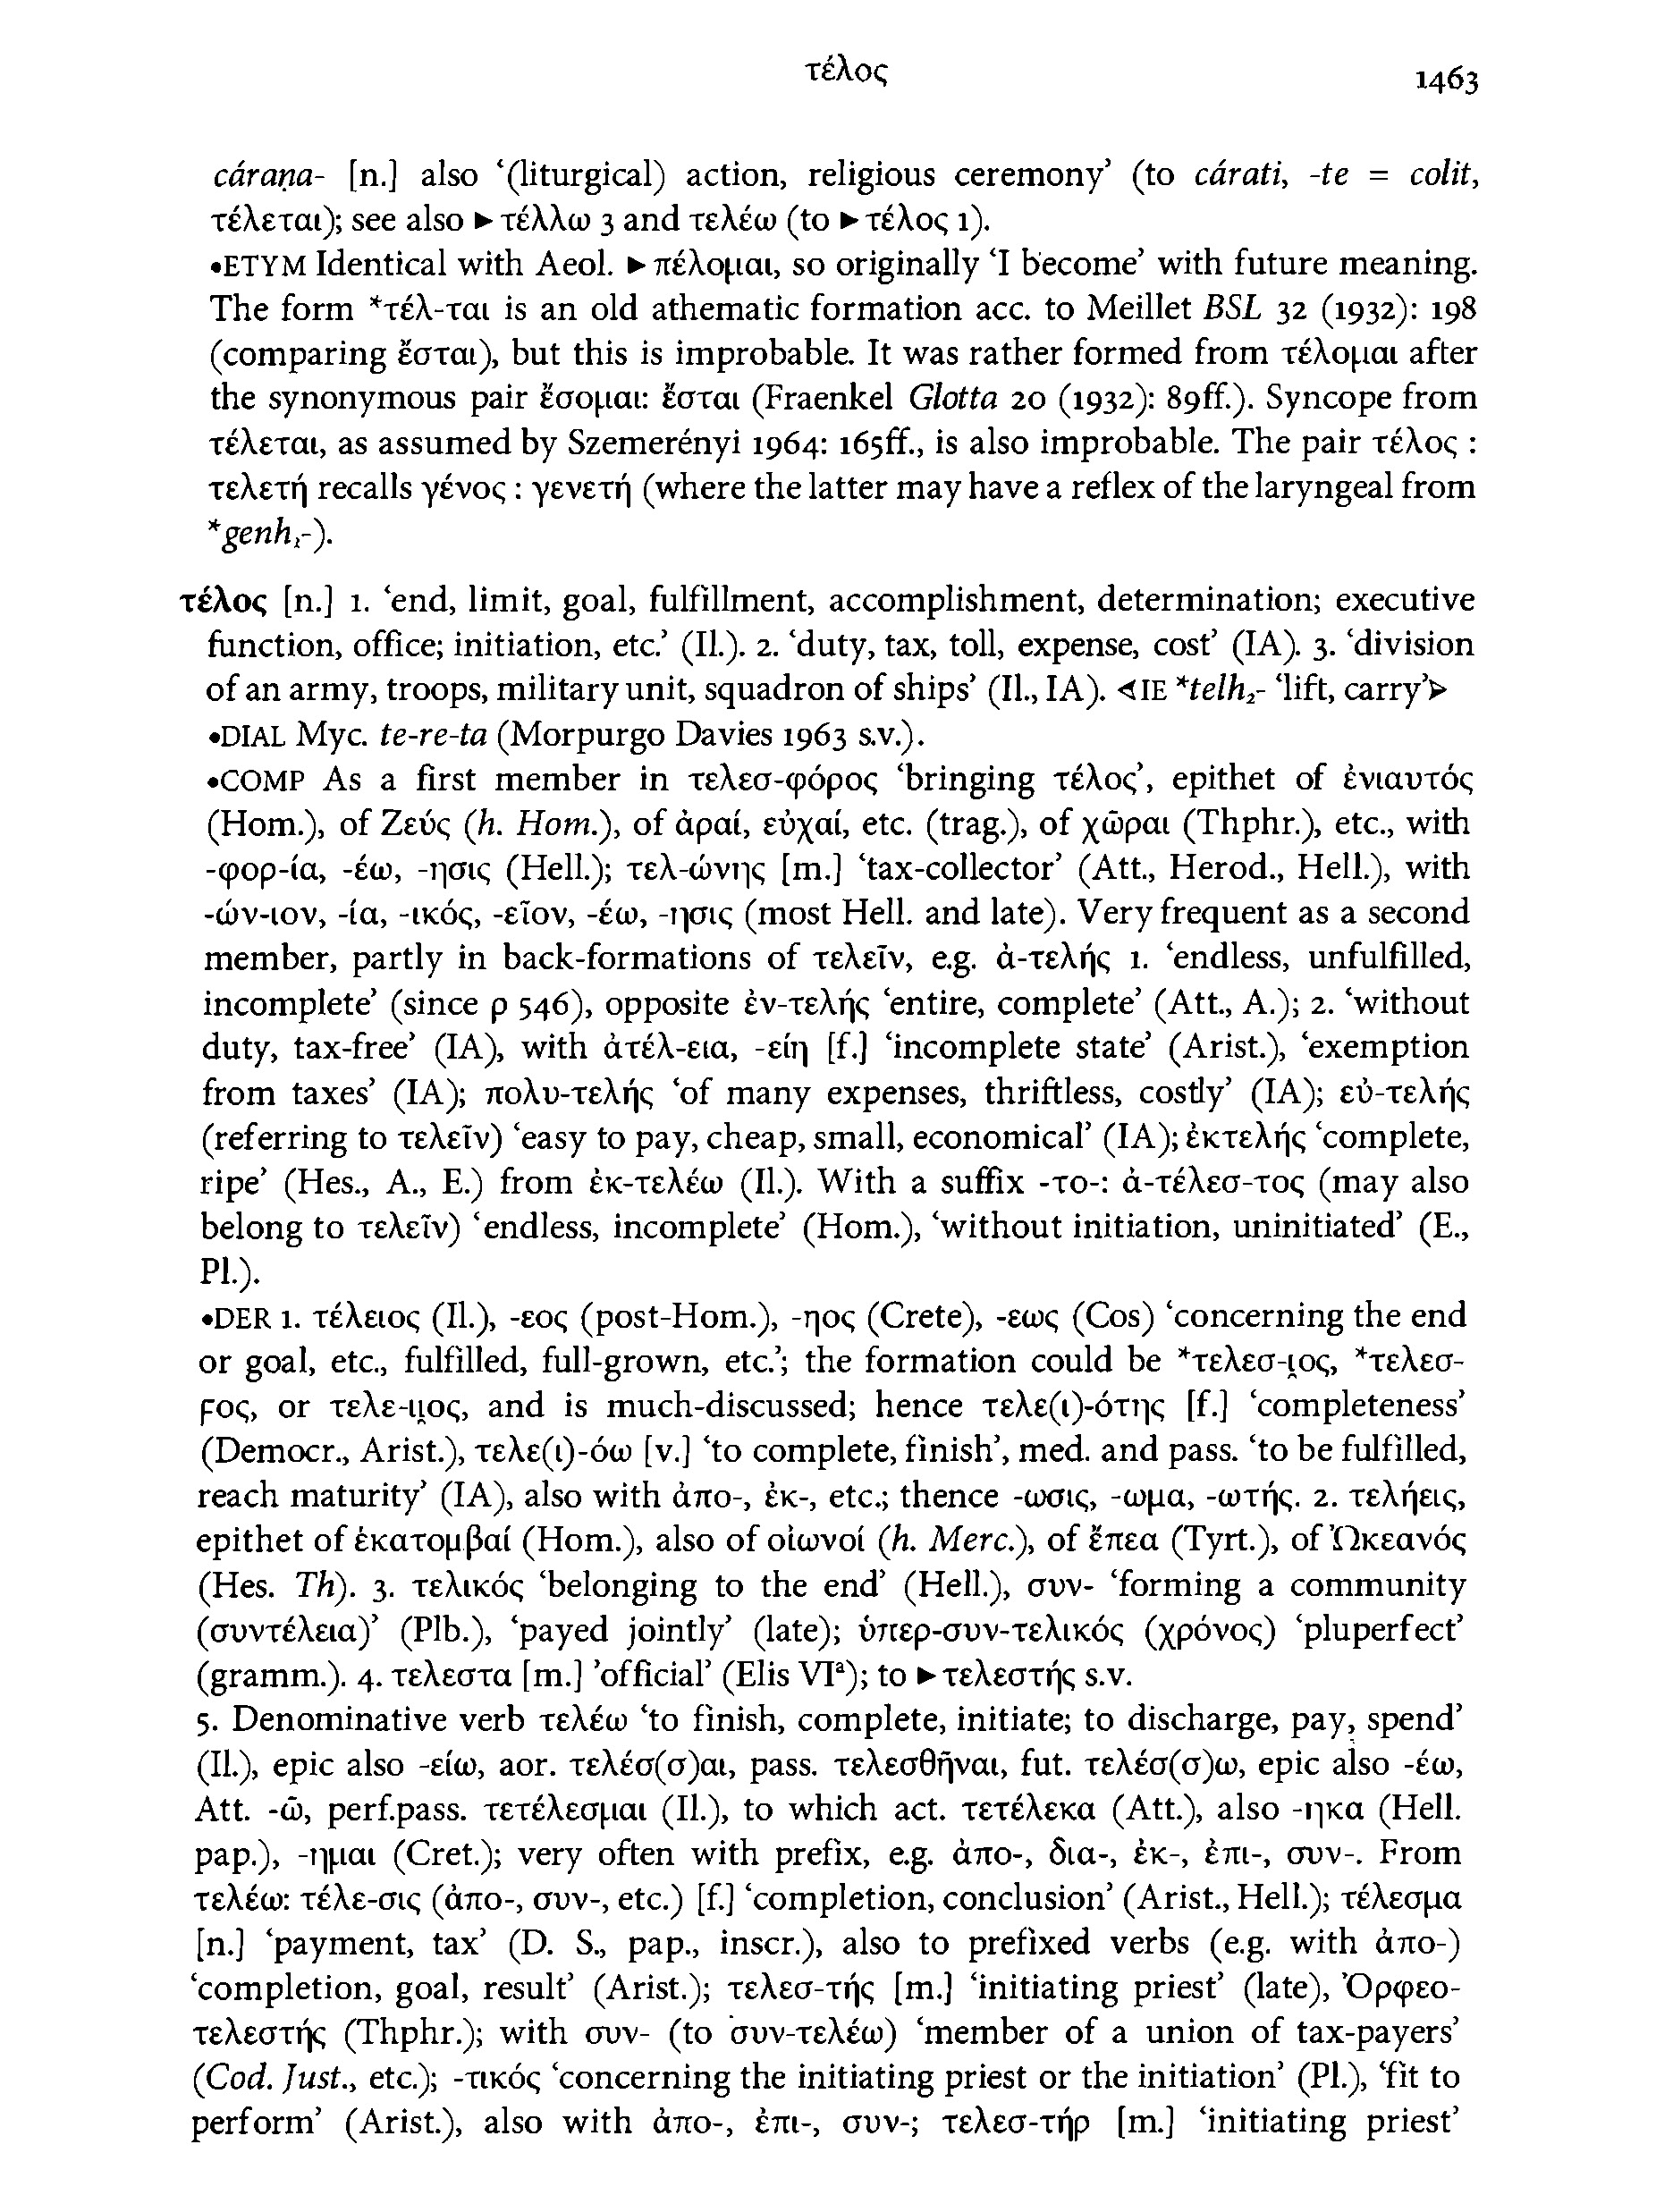 τέλος
1463
cáraṇa- [n.] also ‘(liturgical) action, religious ceremony’ (to cárati, -te = colit,
τέλεται); see also ►τέλλω 3 and τελέω (to ►τέλος 1).
•ETYM Identical with Aeol. ►πέλομαι, so originally ‘I become’ with future meaning.
The form *τέλ-ται is an old athematic formation acc. to Meillet BSL 32 (1932): 198
(comparing ἔσται), but this is improbable. It was rather formed from τέλομαι after
the synonymous pair ἔσομαι: ἔσται (Fraenkel Glotta 20 (1932): 89ff.). Syncope from
τέλεται, as assumed by Szemerényi 1964: 165ff., is also improbable. The pair τέλος :
τελετή recalls γένος : γενετή (where the latter may have a reflex of the laryngeal from
*genh₁-).
τέλος [n.] 1. ‘end, limit, goal, fulfillment, accomplishment, determination; executive
function, office; initiation, etc.’ (Il.). 2. ‘duty, tax, toll, expense, cost’ (IA). 3. ‘division
of an army, troops, military unit, squadron of ships’ (Il., IA). ◁IE *telh₂- ‘lift, carry’▷
•DIAL Myc. te-re-ta (Morpurgo Davies 1963 s.v.).
•COMP As a first member in τελεσ-φόρος ‘bringing τέλος’, epithet of ἐνιαυτός
(Hom.), of Ζεύς (h. Hom.), of ἀραί, εὐχαί, etc. (trag.), of χῶραι (Thphr.), etc., with
-φορ-ία, -έω, -ησις (Hell.); τελ-ώνης [m.] ‘tax-collector’ (Att., Herod., Hell.), with
-ών-ιον, -ία, -ικός, -εῖον, -έω, -ησις (most Hell. and late). Very frequent as a second
member, partly in back-formations of τελεῖν, e.g. ἀ-τελής 1. ‘endless, unfulfilled,
incomplete’ (since ρ 546), opposite ἐν-τελής ‘entire, complete’ (Att., A.); 2. ‘without
duty, tax-free’ (IA), with ἀτέλ-εια, -είη [f.] ‘incomplete state’ (Arist.), ‘exemption
from taxes’ (IA); πολυ-τελής ‘of many expenses, thriftless, costly’ (IA); εὐ-τελής
(referring to τελεῖν) ‘easy to pay, cheap, small, economical’ (IA); ἐκτελής ‘complete,
ripe’ (Hes., A., E.) from ἐκ-τελέω (Il.). With a suffix -το-: ἀ-τέλεσ-τος (may also
belong to τελεῖν) ‘endless, incomplete’ (Hom.), ‘without initiation, uninitiated’ (E.,
Pl.).
•DER 1. τέλειος (Il.), -εος (post-Hom.), -ηος (Crete), -εως (Cos) ‘concerning the end
or goal, etc., fulfilled, full-grown, etc.’; the formation could be *τελεσ-ι̯ος, *τελεσ-
ϝος, or τελε-ιι̯ος, and is much-discussed; hence τελε(ι)-ότης [f.] ‘completeness’
(Democr., Arist.), τελε(ι)-όω [v.] ‘to complete, finish’, med. and pass. ‘to be fulfilled,
reach maturity’ (IA), also with ἀπο-, ἐκ-, etc.; thence -ωσις, -ωμα, -ωτής. 2. τελήεις,
epithet of ἑκατομβαί (Hom.), also of οἰωνοί (h. Merc.), of ἔπεα (Tyrt.), of Ὠκεανός
(Hes. Th). 3. τελικός ‘belonging to the end’ (Hell.), συν- ‘forming a community
(συντέλεια)’ (Plb.), ‘payed jointly’ (late); ὑπερ-συν-τελικός (χρόνος) ‘pluperfect’
(gramm.). 4. τελεστα [m.] ’official’ (Elis VIᵃ); to ►τελεστής s.v.
5. Denominative verb τελέω ‘to finish, complete, initiate; to discharge, pay, spend’
(Il.), epic also -είω, aor. τελέσ(σ)αι, pass. τελεσθῆναι, fut. τελέσ(σ)ω, epic also -έω,
Att. -ῶ, perf.pass. τετέλεσμαι (Il.), to which act. τετέλεκα (Att.), also -ηκα (Hell.
pap.), -ημαι (Cret.); very often with prefix, e.g. ἀπο-, δια-, ἐκ-, ἐπι-, συν-. From
τελέω: τέλε-σις (ἀπο-, συν-, etc.) [f.] ‘completion, conclusion’ (Arist., Hell.); τέλεσμα
[n.] ‘payment, tax’ (D. S., pap., inscr.), also to prefixed verbs (e.g. with ἀπο-)
‘completion, goal, result’ (Arist.); τελεσ-τής [m.] ‘initiating priest’ (late), Ὀρφεο-
τελεστής (Thphr.); with συν- (to συν-τελέω) ‘member of a union of tax-payers’
(Cod. Just., etc.); -τικός ‘concerning the initiating priest or the initiation’ (Pl.), ‘fit to
perform’ (Arist.), also with ἀπο-, ἐπι-, συν-; τελεσ-τήρ [m.] ‘initiating priest’